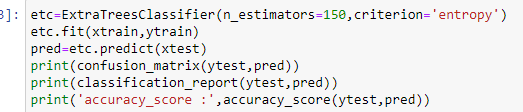 ]: etc=ExtraTreesClassifier(n_estimators=150,criterion='entropy')
etc.fit(xtrain,ytrain)
pred=etc.predict(xtest)
print(confusion_matrix(ytest,pred))
print(classification_report(ytest,pred))
print('accuracy_score :',accuracy_score(ytest,pred))